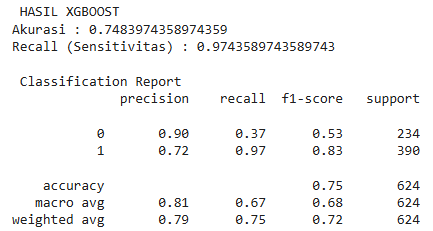 HASIL XGBOOST
Akurasi : 0.7483974358974359
Recall (Sensitivitas) : 0.9743589743589743
Classification Report
precision recall f1-score support
0 0.90 0.37 0.53 234
1 0.72 0.97 0.83 390
accuracy 0.75 624
macro avg 0.81 0.67 0.68 624
weighted avg 0.79 0.75 0.72 624